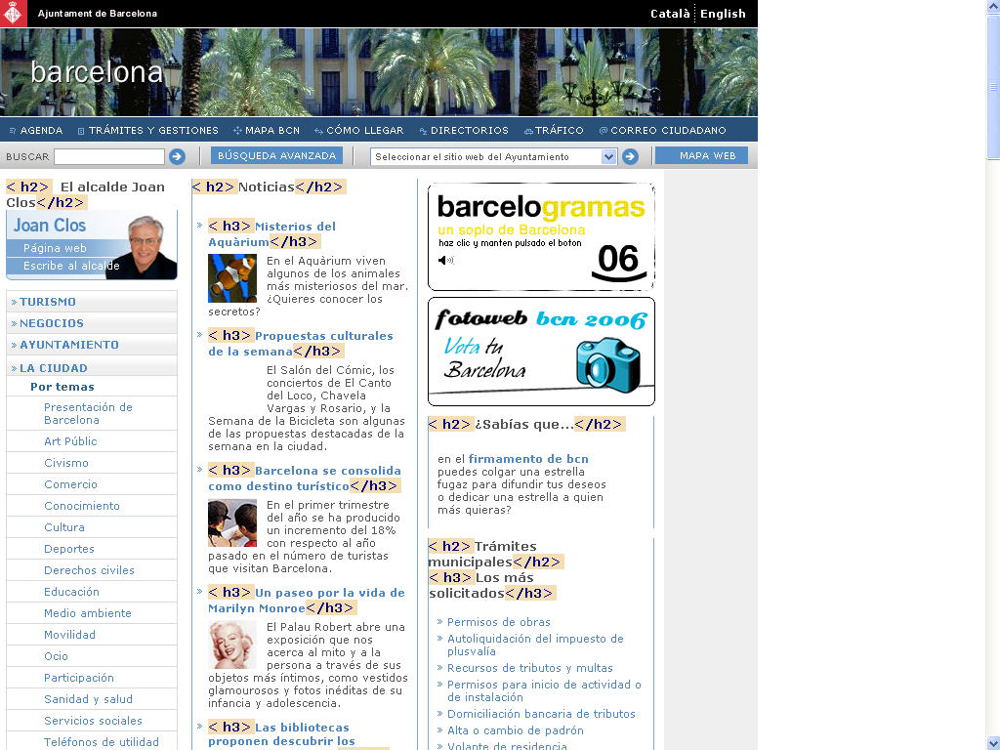 Ajuntament de Barcelona
Català
English
barcelona
AGENDA
TRÁMITES Y GESTIONES
MAPA BCN
CÓMO LLEGAR
DIRECTORIOS
TRÁFICO
CORREO CIUDADANO
BUSCAR
BÚSQUEDA AVANZADA
Seleccionar el sitio web del Ayuntamiento
MAPA WEB
< h2> El alcalde Joan
Clos</h2>
Joan Clos
Página web
Escribe al alcalde
» TURISMO
» NEGOCIOS
» AYUNTAMIENTO
» LA CIUDAD
Por temas
Presentación de
Barcelona
Art Públic
Civismo
Comercio
Conocimiento
Cultura
Deportes
Derechos civiles
Educación
Medio ambiente
Movilidad
Ocio
Participación
Sanidad y salud
Servicios sociales
Teléfonos de utilidad
< h2>Noticias</h2>
» < h3>Misterios del
Aquàrium</h3>
En el Aquàrium viven
algunos de los animales
más misteriosos del mar.
¿Quieres conocer los
secretos?
» < h3>Propuestas culturales
de la semana</h3>
El Salón del Cómic, los
conciertos de El Canto
del Loco, Chavela
Vargas y Rosario, y la
Semana de la Bicicleta son algunas
de las propuestas destacadas de la
semana en la ciudad.
» < h3>Barcelona se consolida
como destino turístico</h3>
En el primer trimestre
del año se ha producido
un incremento del 18%
con respecto al año
pasado en el número de turistas
que visitan Barcelona.
» < h3>Un paseo por la vida de
Marilyn Monroe</h3>
El Palau Robert abre una
exposición que nos
acerca al mito y a la
persona a través de sus
objetos más íntimos, como vestidos
glamourosos y fotos inéditas de su
infancia y adolescencia.
» < h3>Las bibliotecas
proponen descubrir los
barcelogramas
un soplo de Barcelona
haz clic y manten pulsado el boton
06
fotoweb bcn 2006
Vota tu
Barcelona
< h2>¿Sabías que...</h2>
en el firmamento de bcn
puedes colgar una estrella
fugaz para difundir tus deseos
o dedicar una estrella a quien
más quieras?
< h2>Trámites
municipales</h2>
< h3>Los más
solicitados</h3>
» Permisos de obras
» Autoliquidación del impuesto de
plusvalía
» Recursos de tributos y multas
» Permisos para inicio de actividad o
de instalación
» Domiciliación bancaria de tributos
» Alta o cambio de padrón
» Volante de residencia